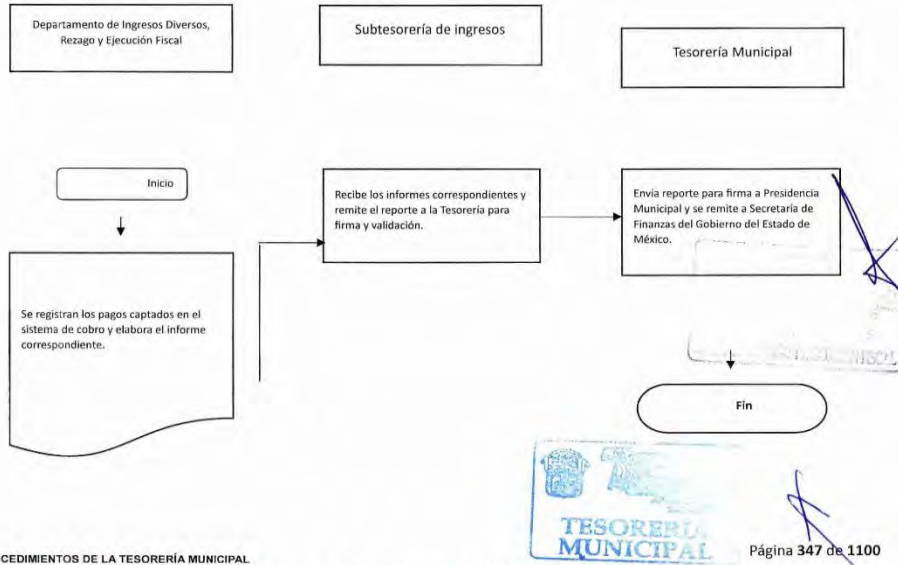 Departamento de Ingresos Diversos,
Rezago y Ejecución Fiscal
Subtesorería de ingresos
Tesorería Municipal
Inicio
Se registran los pagos captados en el
sistema de cobro y elabora el informe
correspondiente.
Recibe los informes correspondientes y
remite el reporte a la Tesorería para
firma y validación.
Envia reporte para firma a Presidencia
Municipal y se remite a Secretaría de
Finanzas del Gobierno del Estado de
México.
Fin
TESORERIA
MUNICIPAL
CEDIMIENTOS DE LA TESORERÍA MUNICIPAL
Página 347 de 1100